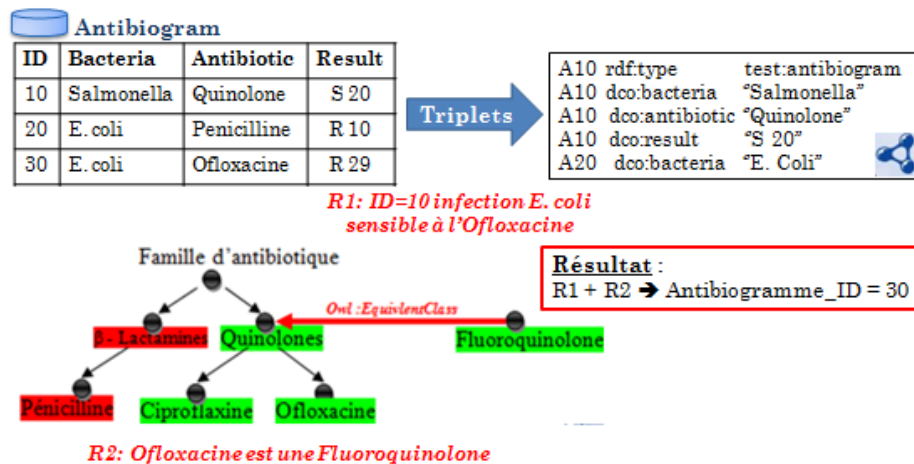 Antibiogram
ID Bacteria Antibiotic Result
10 Salmonella Quinolone S 20
20 E. coli Penicilline R 10
30 E. coli Ofloxacine R 29
Triplets
A10 rdf:type test:antibiogram
A10 dco:bacteria “Salmonella”
A10 dco:antibiotic “Quinolone”
A10 dco:result “S 20”
A20 dco:bacteria “E. Coli”
R1: ID=10 infection E. coli
sensible à l'Ofloxacine
Famille d'antibiotique
Résultat :
R1 + R2 ➔ Antibiogramme_ID = 30
Owl :EquivlentClass
β - Lactamines Quinolones Fluoroquinolone
Pénicilline Ciproflaxine Ofloxacine
R2: Ofloxacine est une Fluoroquinolone